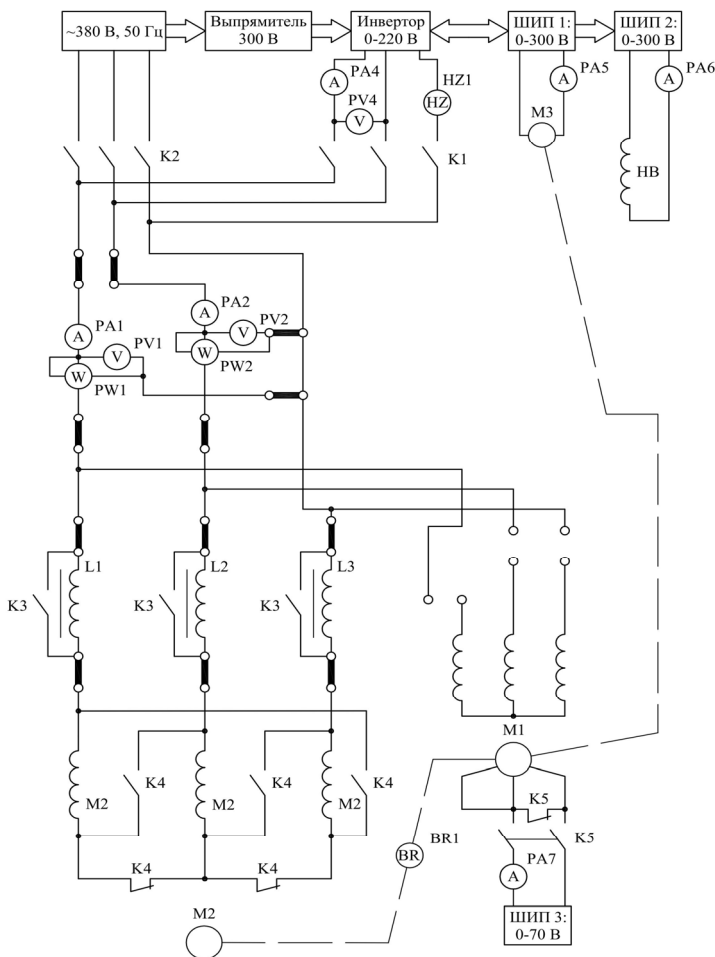 ~380 В, 50 Гц
Выпрямитель
300 В
Инвертор
0-220 В
ШИП 1:
0-300 В
ШИП 2:
0-300 В
PA4
A
HZ1
HZ
PV4
V
A
PA5
A
PA6
M3
K2
K1
НВ
PA2
A
PA1
A
PV2
V
PV1
V
W
PW2
W
PW1
L1
L2
L3
K3
K3
K3
M1
K4
K4
K4
M2
M2
M2
K5
K5
BR1
BR
PA7
A
K4
K4
M2
ШИП 3:
0-70 В